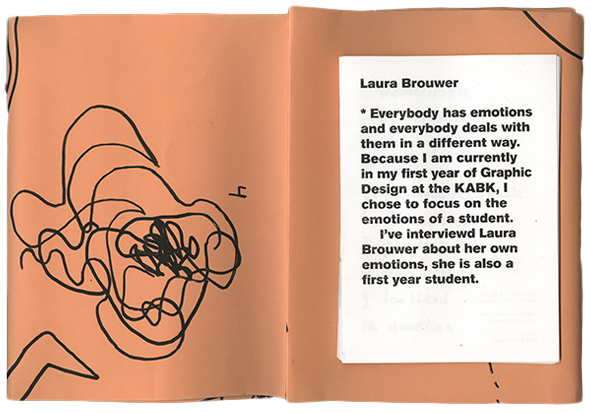 h
Laura Brouwer
* Everybody has emotions
and everybody deals with
them in a different way.
Because I am currently
in my first year of Graphic
Design at the KABK, I
chose to focus on the
emotions of a student.
I've interviewd Laura
Brouwer about her own
emotions, she is also a
first year student.